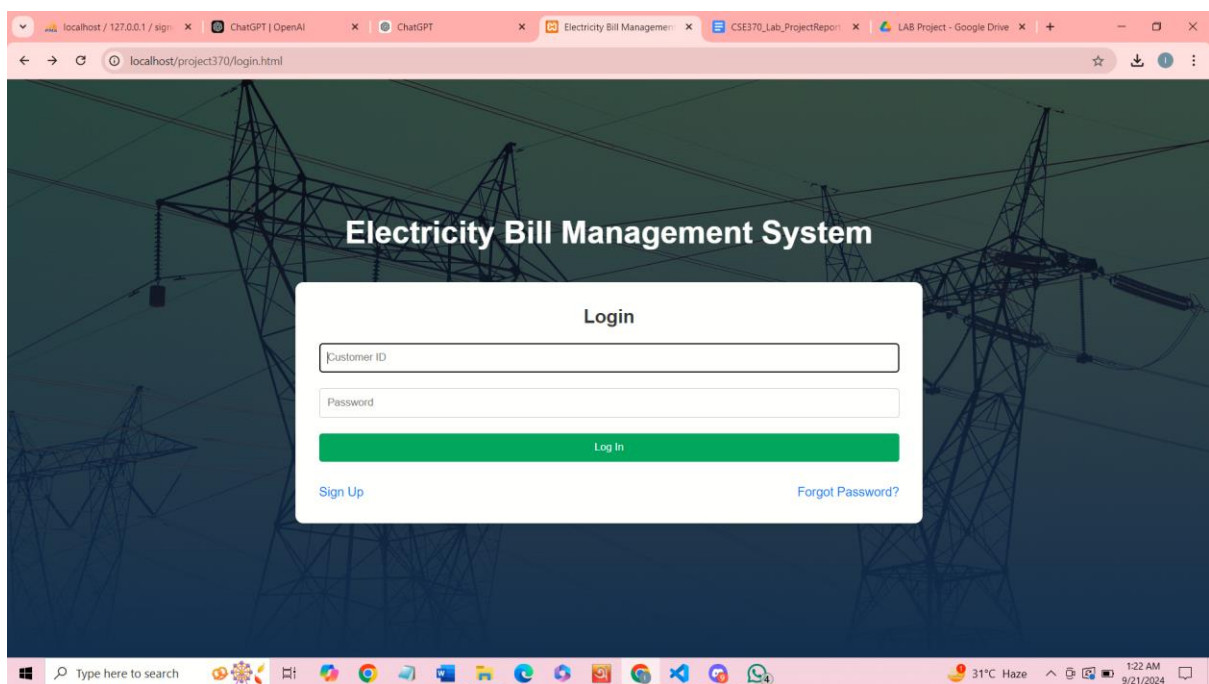 localhost / 127.0.0.1 / sign
ChatGPT | OpenAI
ChatGPT
Electricity Bill Managemen
CSE370_Lab_ProjectReport
LAB Project - Google Drive
localhost/project370/login.html
Electricity Bill Management System
Login
Customer ID
Password
Log In
Sign Up
Forgot Password?
Type here to search
4
31°C Haze
1:22 AM
9/21/2024